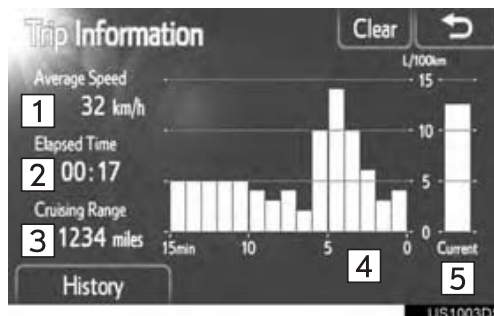 Trip Information
Clear
L/100km
Average Speed
15
1 32 km/h
10
Elapsed Time
2 00:17
5
Cruising Range
3 1234 miles
0
15min 10 5 0 Current
4 5
History
US1003D